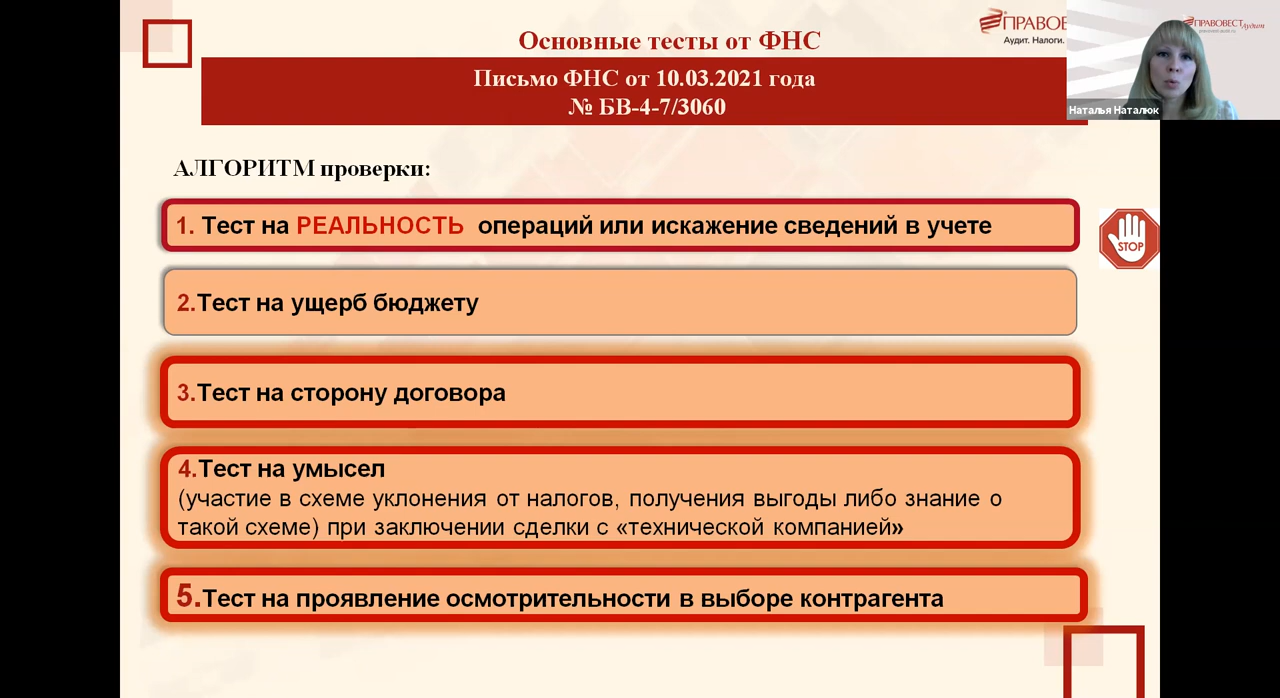 Основные тесты от ФНС
ПРАВОВ
Аудит. Налоги.
ПРАВОВЕСТ Аудит
Наталья Наталюк
Письмо ФНС от 10.03.2021 года
№ БВ-4-7/3060
АЛГОРИТМ проверки:
1. Тест на РЕАЛЬНОСТЬ операций или искажение сведений в учете
STOP
2.Тест на ущерб бюджету
3.Тест на сторону договора
4.Тест на умысел
(участие в схеме уклонения от налогов, получения выгоды либо знание о
такой схеме) при заключении сделки с «технической компанией»
5.Тест на проявление осмотрительности в выборе контрагента